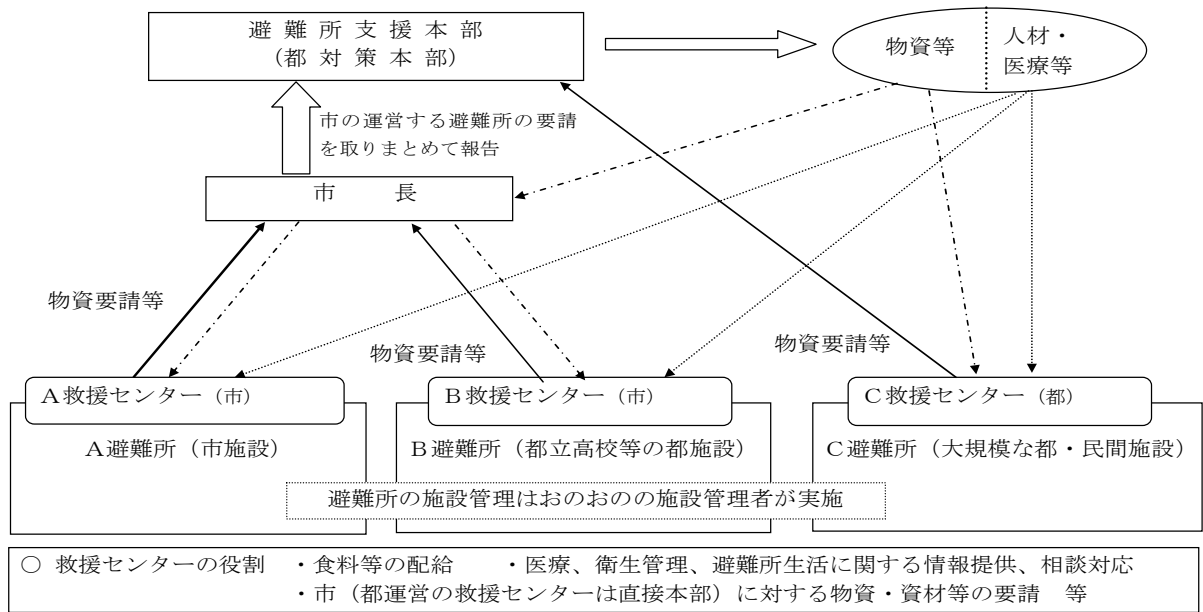 避難所支援本部
(都対策本部)
物資等
人材・
医療等
市の運営する避難所の要請
を取りまとめて報告
市長
物資要請等
物資要請等
物資要請等
A救援センター(市)
B救援センター(市)
C救援センター(都)
A避難所(市施設)
B避難所(都立高校等の都施設)
C避難所(大規模な都・民間施設)
避難所の施設管理はおのおのの施設管理者が実施
○ 救援センターの役割 ・食料等の配給 ・医療、衛生管理、避難所生活に関する情報提供、相談対応
・市(都運営の救援センターは直接本部)に対する物資・資材等の要請 等